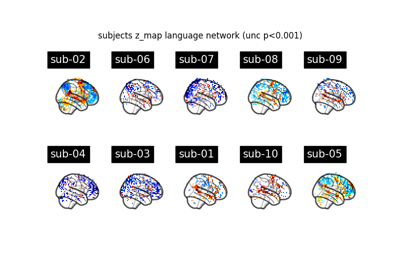 subjects z_map language network (unc p<0.001)
sub-02 sub-06 sub-07 sub-08 sub-09
sub-04 sub-03 sub-01 sub-10 sub-05